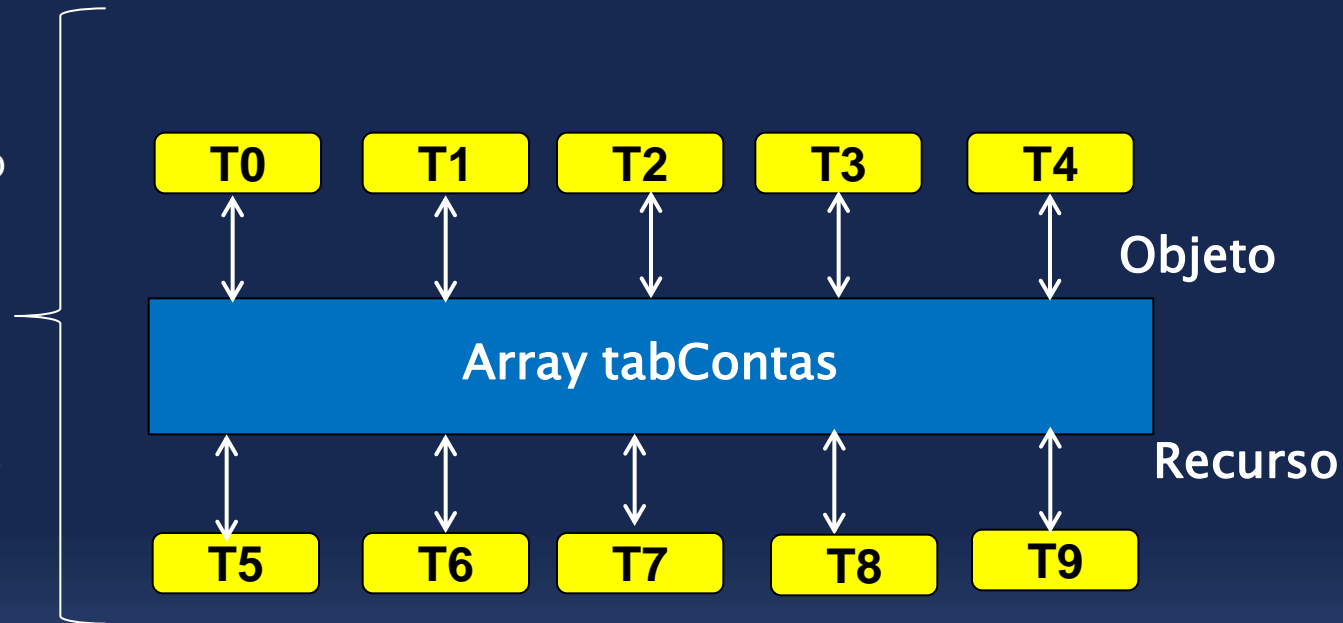 T0 T1 T2 T3 T4
Objeto
Array tabContas
Recurso
T5 T6 T7 T8 T9